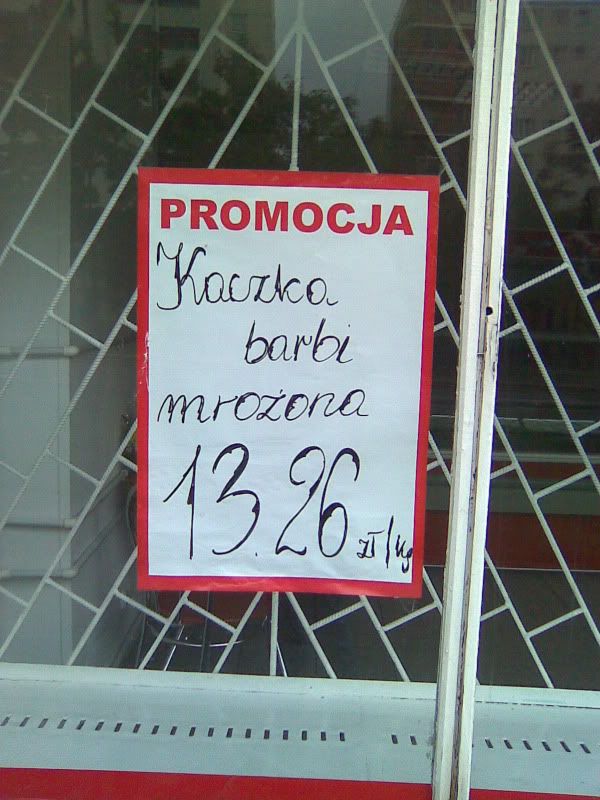 PROMOCJA
Kaczka
barbi
mrożona
13.26 zł/kg